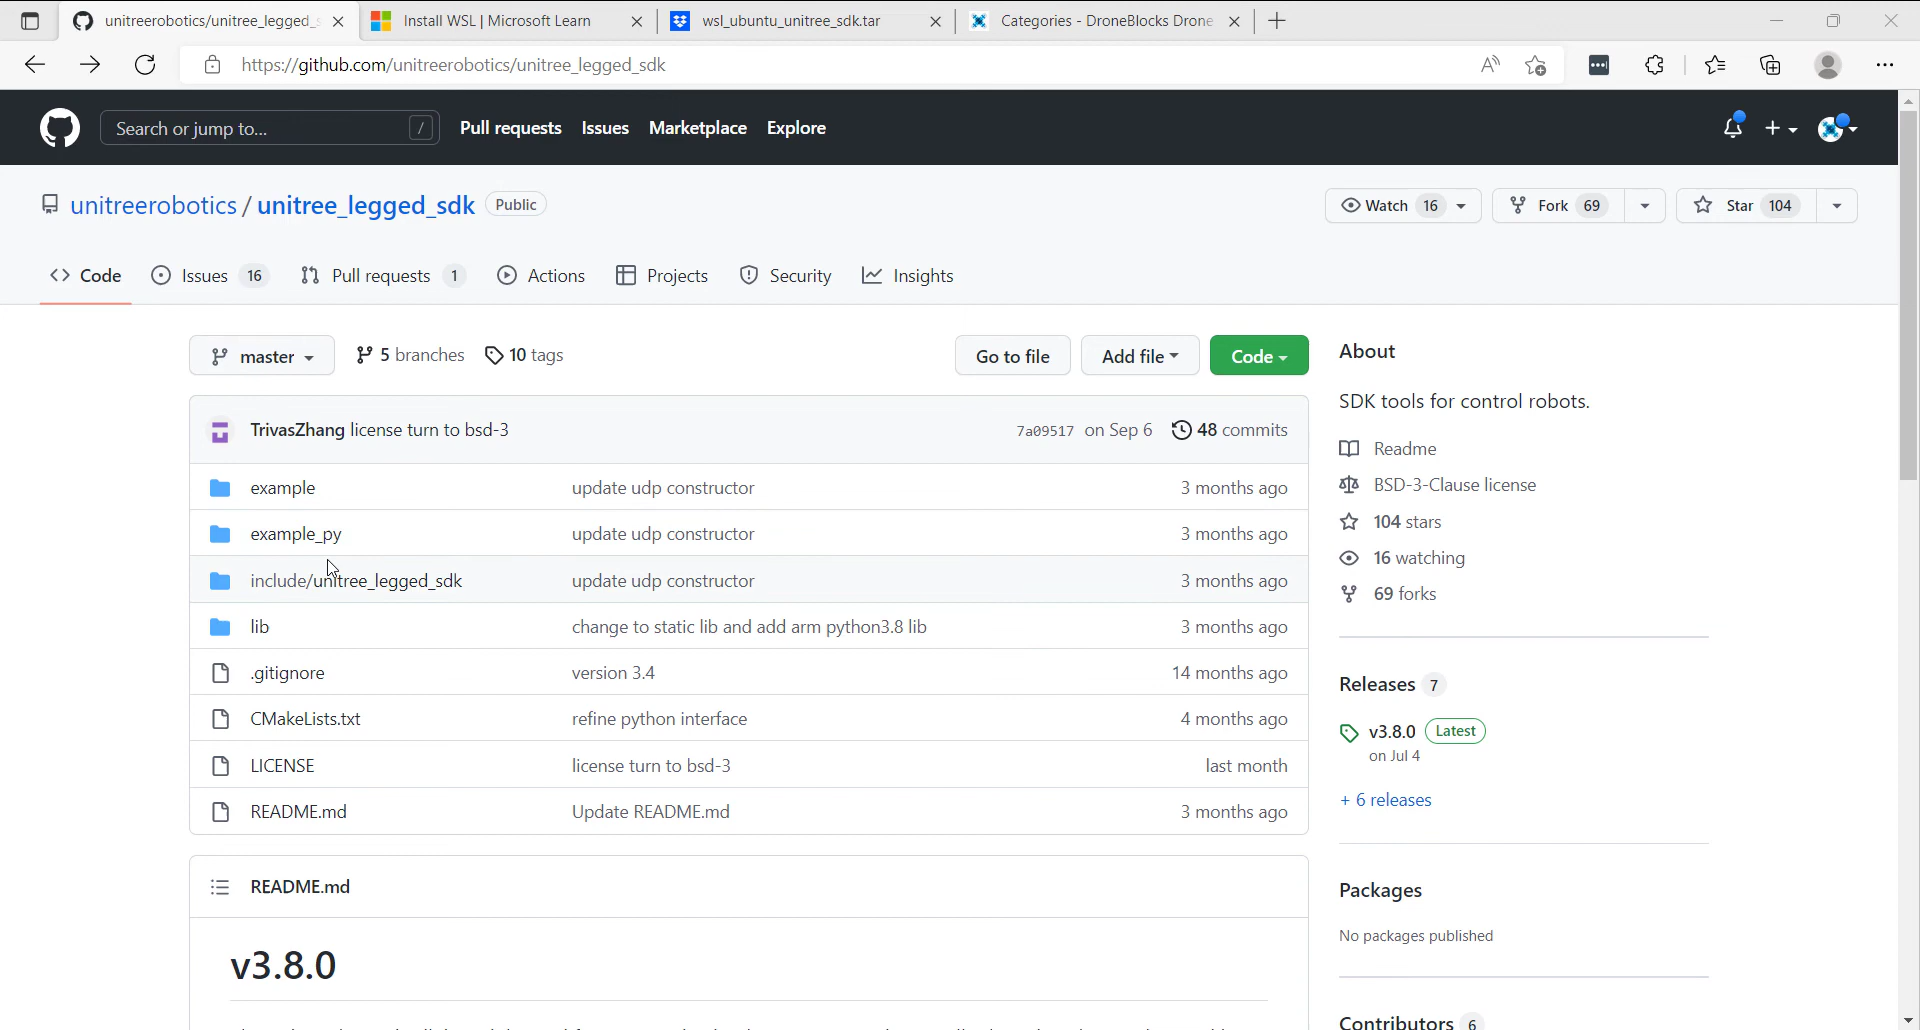 unitreerobotics/unitree_legged_s
Install WSL | Microsoft Learn
wsl_ubuntu_unitree_sdk.tar
Categories - DroneBlocks Drone
https://github.com/unitreerobotics/unitree_legged_sdk
Search or jump to...
/
Pull requests
Issues
Marketplace
Explore
unitreerobotics / unitree_legged_sdk
Public
Watch 16
Fork 69
Star 104
Code
Issues 16
Pull requests 1
Actions
Projects
Security
Insights
master
5 branches
10 tags
Go to file
Add file
Code
TrivasZhang license turn to bsd-3
7a09517 on Sep 6
48 commits
example
update udp constructor
3 months ago
example_py
update udp constructor
3 months ago
include/unitree_legged_sdk
update udp constructor
3 months ago
lib
change to static lib and add arm python3.8 lib
3 months ago
.gitignore
version 3.4
14 months ago
CMakeLists.txt
refine python interface
4 months ago
LICENSE
license turn to bsd-3
last month
README.md
Update README.md
3 months ago
README.md
v3.8.0
About
SDK tools for control robots.
Readme
BSD-3-Clause license
104 stars
16 watching
69 forks
Releases 7
v3.8.0 Latest
on Jul 4
+ 6 releases
Packages
No packages published
Contributors 6